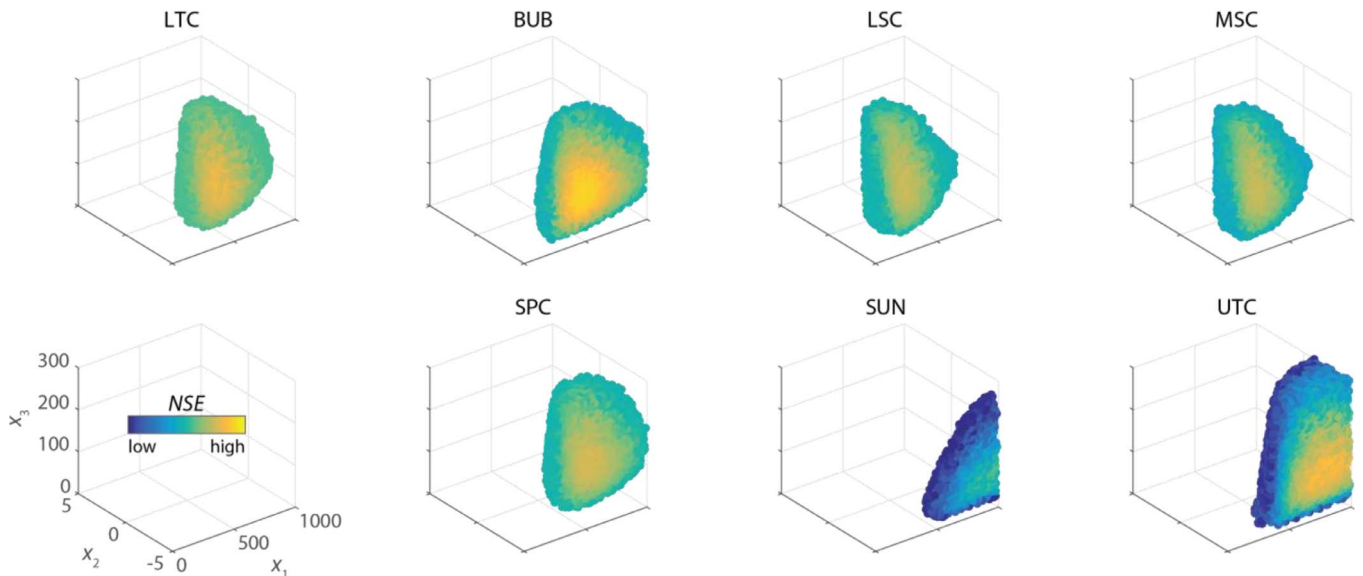 LTC
BUB
LSC
MSC
SPC
SUN
UTC
300
200
100
0
x₃
NSE
low high
5
0
-5
x₂
0
500
1000
x₁